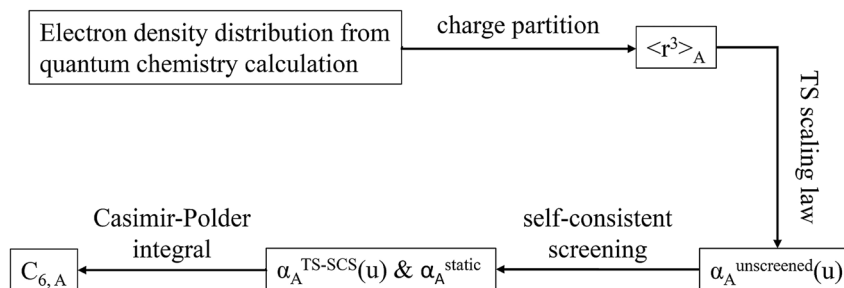 Electron density distribution from
quantum chemistry calculation
charge partition
<r³>A
TS scaling law
Casimir-Polder
integral
self-consistent
screening
C6, A
αA^TS-SCS(u) & αA^static
αA^unscreened(u)